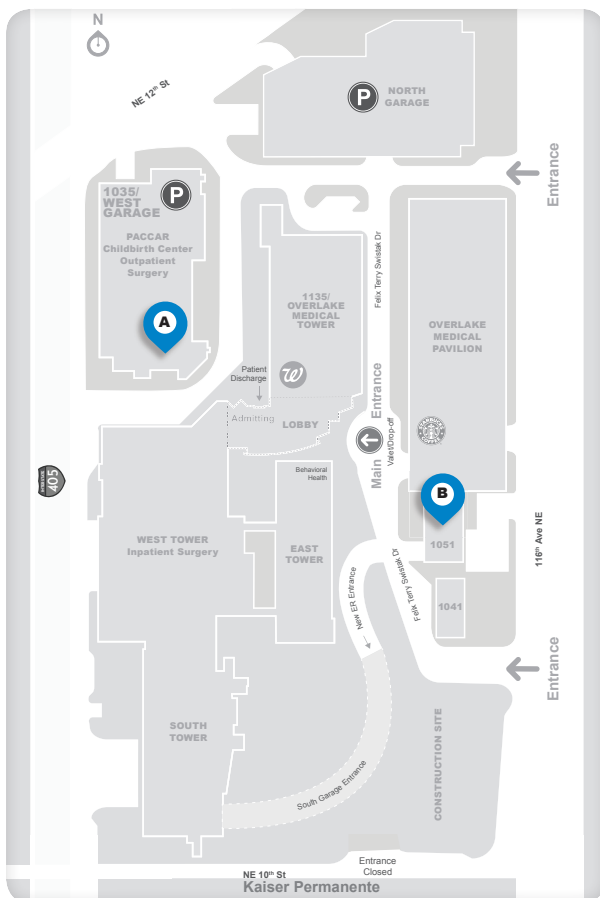 N
NE 12th St
P
NORTH
GARAGE
Entrance
1035/
WEST
GARAGE
P
PACCAR
Childbirth Center
Outpatient
Surgery
A
Felix Terry Swistak Dr
1135/
OVERLAKE
MEDICAL
TOWER
OVERLAKE
MEDICAL
PAVILION
Patient
Discharge
W
Admitting
LOBBY
Main Entrance
Valet/Drop-off
Behavioral
Health
405
B
1051
116th Ave NE
WEST TOWER
Inpatient Surgery
EAST
TOWER
New ER Entrance
Felix Terry Swistak Dr
1041
Entrance
SOUTH
TOWER
South Garage Entrance
CONSTRUCTION SITE
Entrance
Closed
NE 10th St
Kaiser Permanente